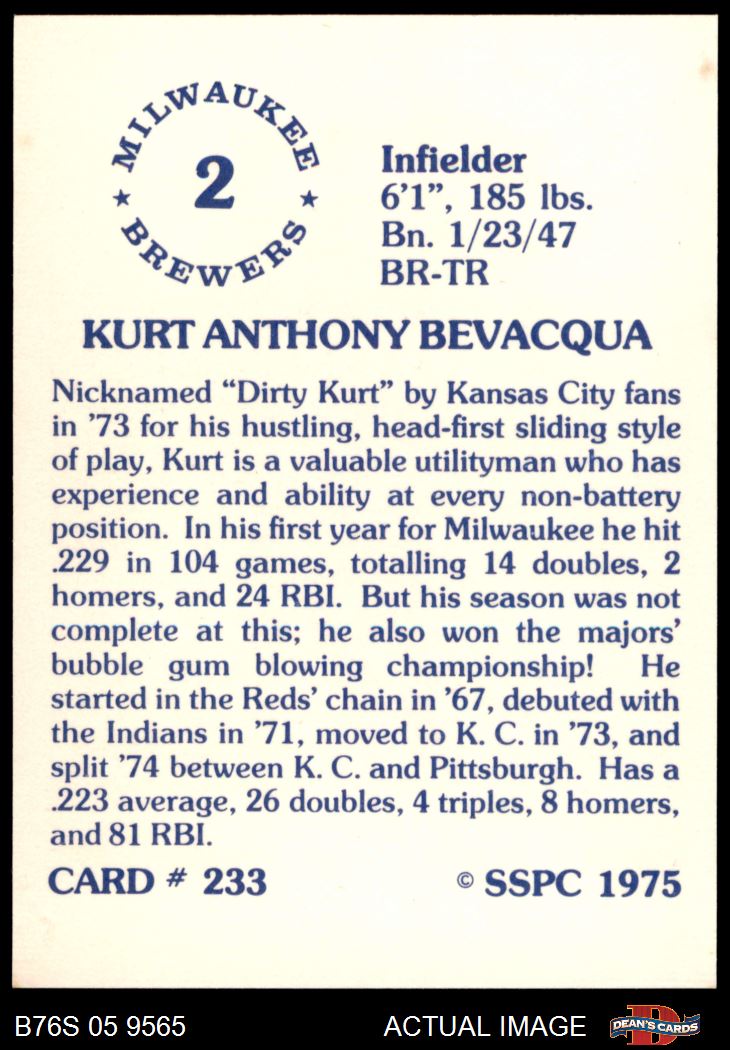 MILWAUKEE
2
BREWERS
Infielder
6'1”, 185 lbs.
Bn. 1/23/47
BR-TR
KURT ANTHONY BEVACQUA
Nicknamed “Dirty Kurt” by Kansas City fans
in ’73 for his hustling, head-first sliding style
of play, Kurt is a valuable utilityman who has
experience and ability at every non-battery
position. In his first year for Milwaukee he hit
.229 in 104 games, totalling 14 doubles, 2
homers, and 24 RBI. But his season was not
complete at this; he also won the majors’
bubble gum blowing championship! He
started in the Reds’ chain in ’67, debuted with
the Indians in ’71, moved to K. C. in ’73, and
split ’74 between K. C. and Pittsburgh. Has a
.223 average, 26 doubles, 4 triples, 8 homers,
and 81 RBI.
CARD # 233
© SSPC 1975
B76S 05 9565
ACTUAL IMAGE
DEAN'S CARDS